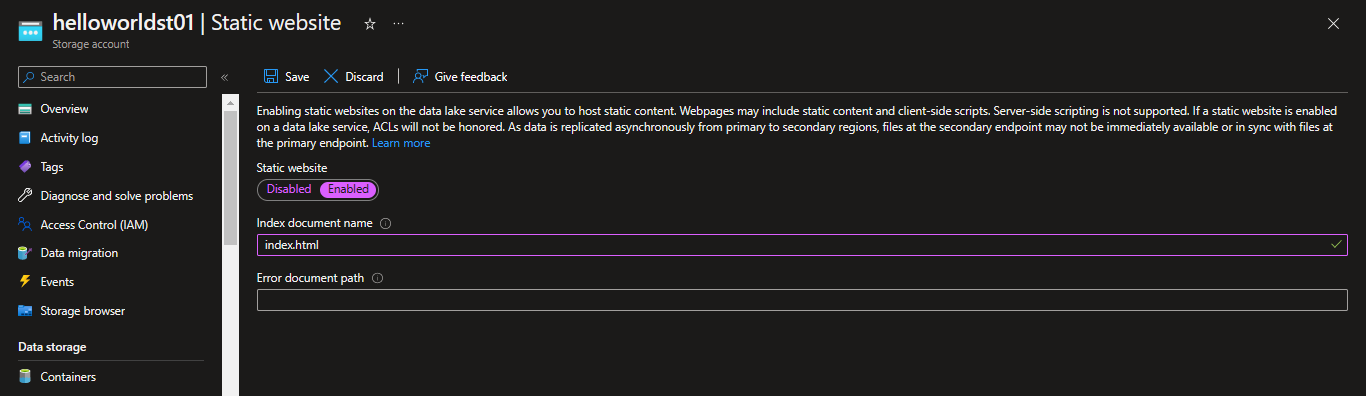 helloworldst01 | Static website
Storage account
Search
Overview
Activity log
Tags
Diagnose and solve problems
Access Control (IAM)
Data migration
Events
Storage browser
Data storage
Containers
Save Discard Give feedback
Enabling static websites on the data lake service allows you to host static content. Webpages may include static content and client-side scripts. Server-side scripting is not supported. If a static website is enabled
on a data lake service, ACLs will not be honored. As data is replicated asynchronously from primary to secondary regions, files at the secondary endpoint may not be immediately available or in sync with files at
the primary endpoint. Learn more
Static website
Disabled Enabled
Index document name
index.html
Error document path